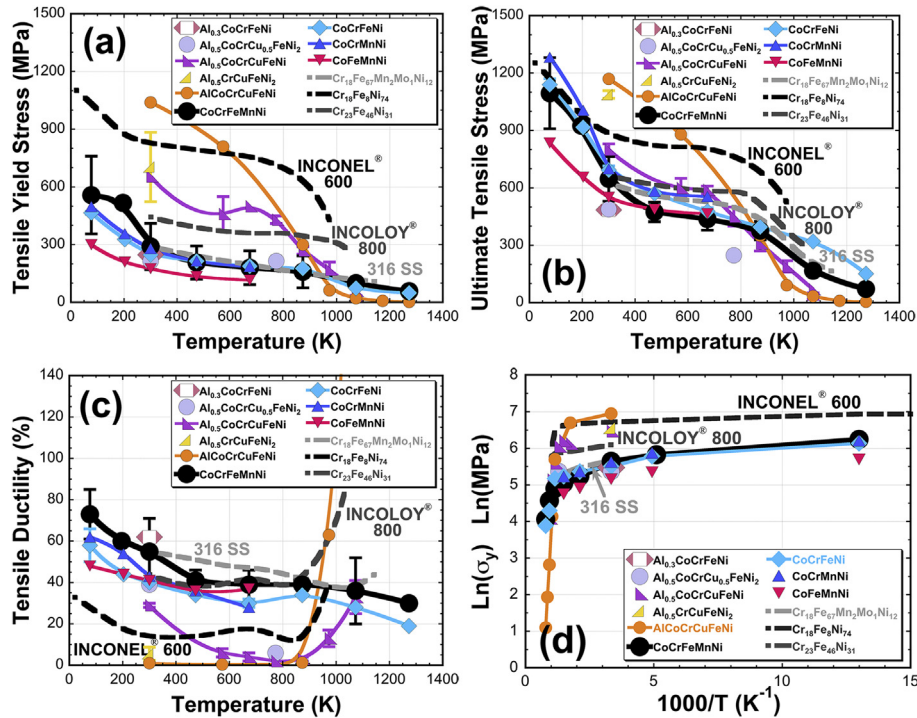 (a)
Tensile Yield Stress (MPa)
1500
1200
900
600
300
0
0 200 400 600 800 1000 1200 1400
Temperature (K)
Al0.3CoCrFeNi
Al0.5CoCrCu0.5FeNi2
Al0.5CoCrCuFeNi
Al0.5CrCuFeNi2
AlCoCrCuFeNi
CoCrFeMnNi
CoCrFeNi
CoCrMnNi
CoFeMnNi
Cr18Fe67Mn2Mo1Ni12
Cr18Fe8Ni74
Cr23Fe46Ni31
INCONEL®
600
INCOLOY®
800
316 SS
(b)
Ultimate Tensile Stress (MPa)
1500
1200
900
600
300
0
0 200 400 600 800 1000 1200 1400
Temperature (K)
Al0.3CoCrFeNi
Al0.5CoCrCu0.5FeNi2
Al0.5CoCrCuFeNi
Al0.5CrCuFeNi2
AlCoCrCuFeNi
CoCrFeMnNi
CoCrFeNi
CoCrMnNi
CoFeMnNi
Cr18Fe67Mn2Mo1Ni12
Cr18Fe8Ni74
Cr23Fe46Ni31
INCONEL®
600
INCOLOY®
800
316 SS
(c)
Tensile Ductility (%)
140
120
100
80
60
40
20
0
0 200 400 600 800 1000 1200 1400
Temperature (K)
Al0.3CoCrFeNi
Al0.5CoCrCu0.5FeNi2
Al0.5CoCrCuFeNi
Al0.5CrCuFeNi2
AlCoCrCuFeNi
CoCrFeMnNi
CoCrFeNi
CoCrMnNi
CoFeMnNi
Cr18Fe67Mn2Mo1Ni12
Cr18Fe8Ni74
Cr23Fe46Ni31
INCOLOY®
800
316 SS
INCONEL® 600
(d)
Ln(σy) Ln(MPa)
10
9
8
7
6
5
4
3
2
1
0
0 5 10 15
1000/T (K-1)
INCONEL® 600
INCOLOY® 800
316 SS
Al0.3CoCrFeNi
Al0.5CoCrCu0.5FeNi2
Al0.5CoCrCuFeNi
Al0.5CrCuFeNi2
AlCoCrCuFeNi
CoCrFeMnNi
CoCrFeNi
CoCrMnNi
CoFeMnNi
Cr18Fe67Mn2Mo1Ni12
Cr18Fe8Ni74
Cr23Fe46Ni31